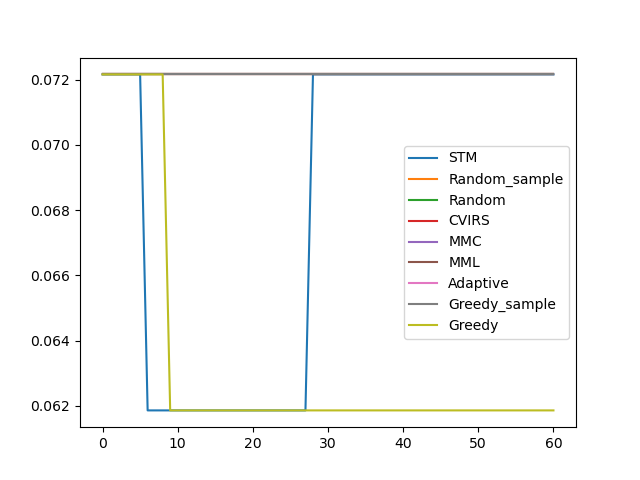 0.072
0.070
0.068
0.066
0.064
0.062
0 10 20 30 40 50 60
STM
Random_sample
Random
CVIRS
MMC
MML
Adaptive
Greedy_sample
Greedy